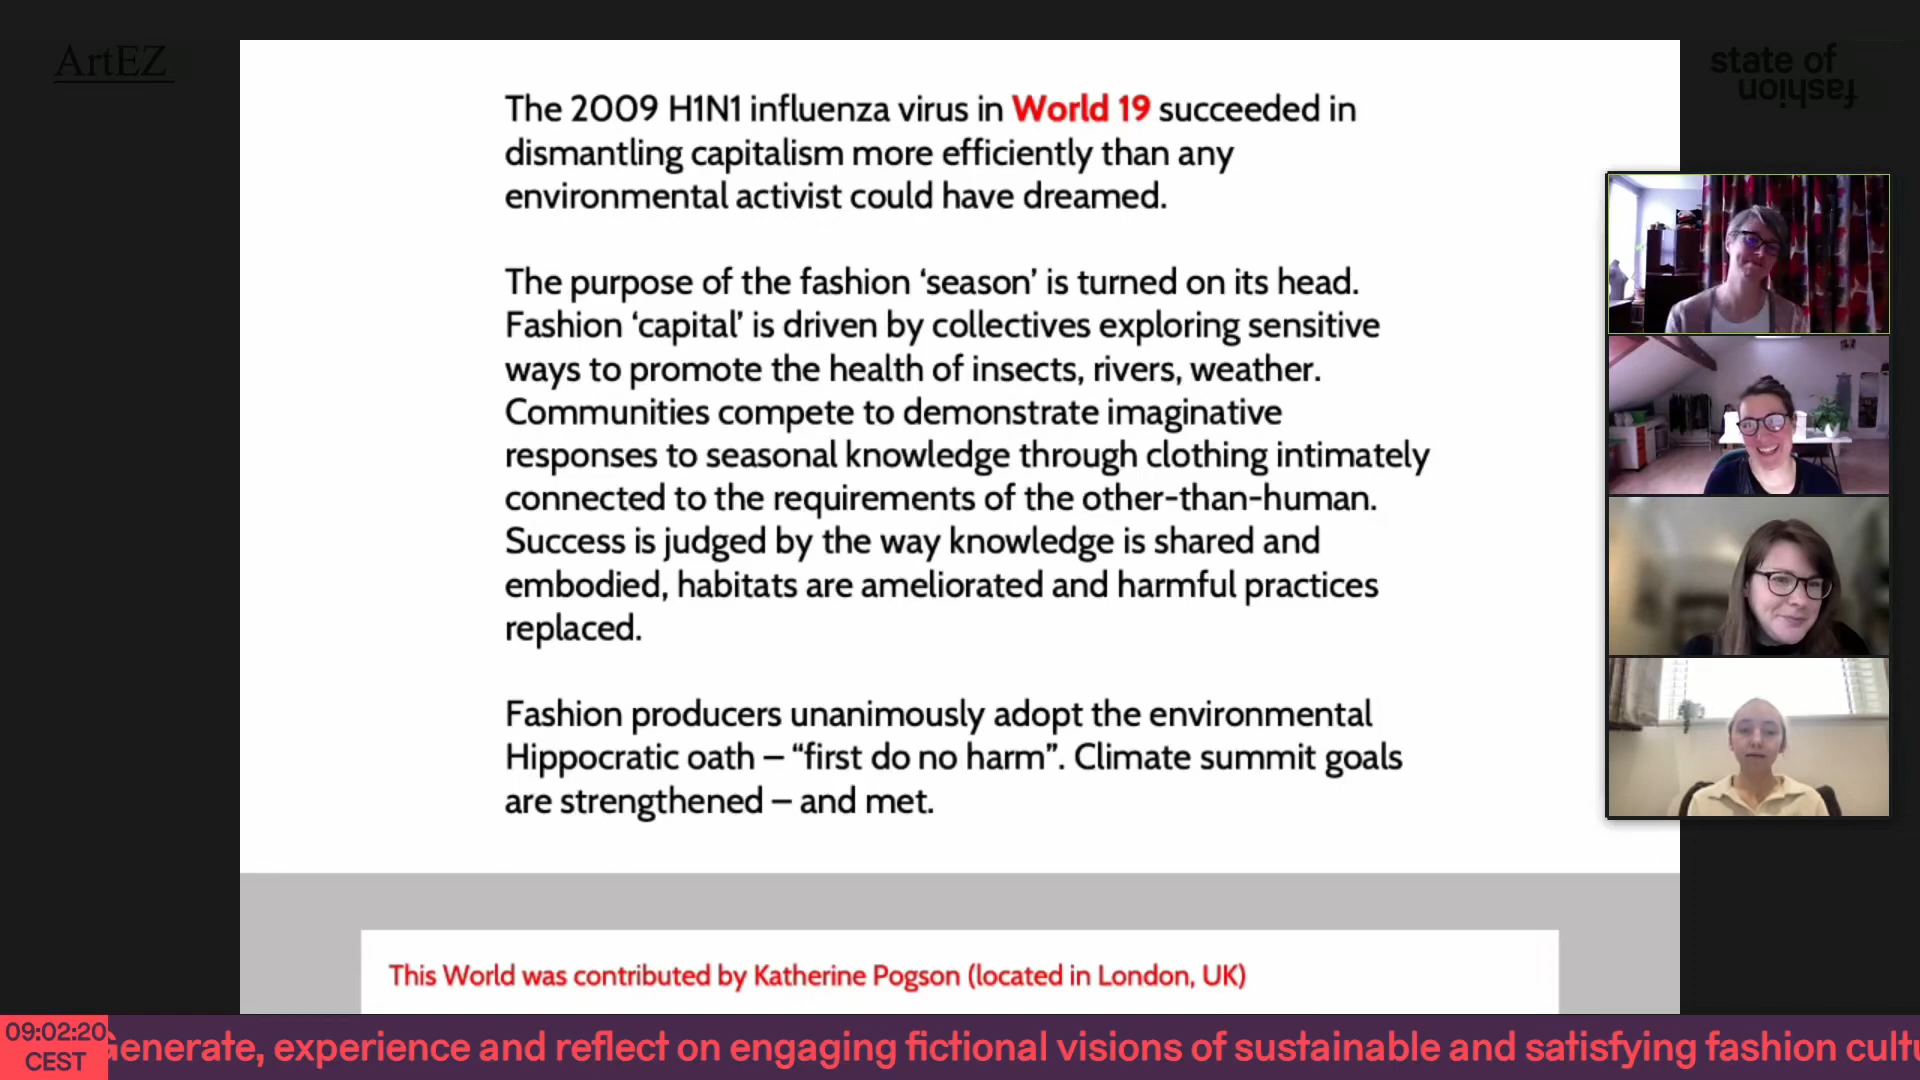 ArtEZ
state of
fashion
The 2009 H1N1 influenza virus in World 19 succeeded in
dismantling capitalism more efficiently than any
environmental activist could have dreamed.
The purpose of the fashion ‘season’ is turned on its head.
Fashion ‘capital’ is driven by collectives exploring sensitive
ways to promote the health of insects, rivers, weather.
Communities compete to demonstrate imaginative
responses to seasonal knowledge through clothing intimately
connected to the requirements of the other-than-human.
Success is judged by the way knowledge is shared and
embodied, habitats are ameliorated and harmful practices
replaced.
Fashion producers unanimously adopt the environmental
Hippocratic oath – “first do no harm”. Climate summit goals
are strengthened – and met.
This World was contributed by Katherine Pogson (located in London, UK)
09:02:20
CEST
Generate, experience and reflect on engaging fictional visions of sustainable and satisfying fashion cultu